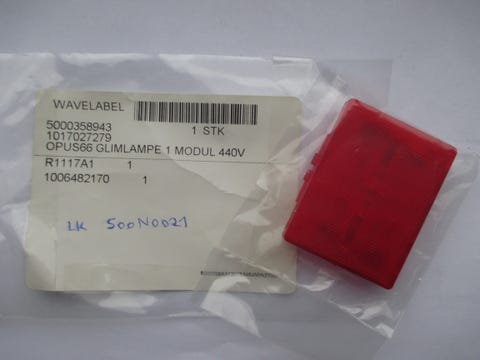 WAVELABEL
5000358943 1 STK
1017027279
OPUS66 GLIMLAMPE 1 MODUL 440V
R1117A1 1
1006482170 1
LK 500N0021